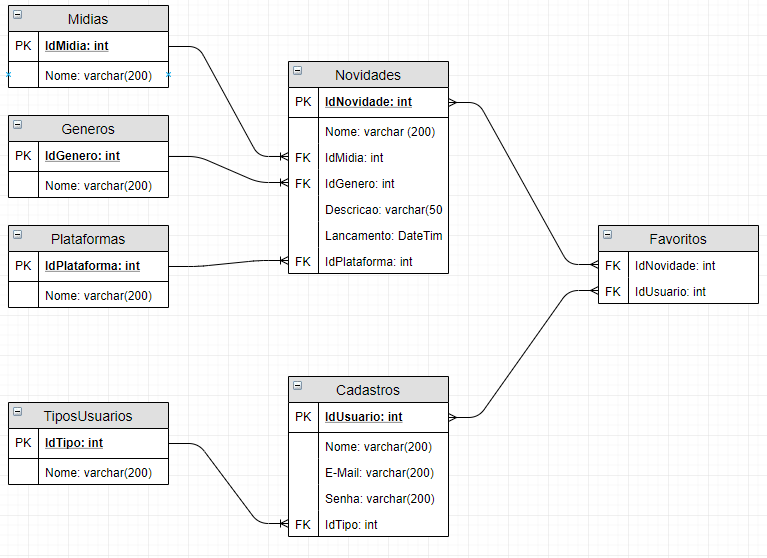 Midias
PK IdMidia: int
Nome: varchar(200)
Generos
PK IdGenero: int
Nome: varchar(200)
Plataformas
PK IdPlataforma: int
Nome: varchar(200)
TiposUsuarios
PK IdTipo: int
Nome: varchar(200)
Novidades
PK IdNovidade: int
Nome: varchar (200)
FK IdMidia: int
FK IdGenero: int
Descricao: varchar(50
Lancamento: DateTim
FK IdPlataforma: int
Cadastros
PK IdUsuario: int
Nome: varchar(200)
E-Mail: varchar(200)
Senha: varchar(200)
FK IdTipo: int
Favoritos
FK IdNovidade: int
FK IdUsuario: int